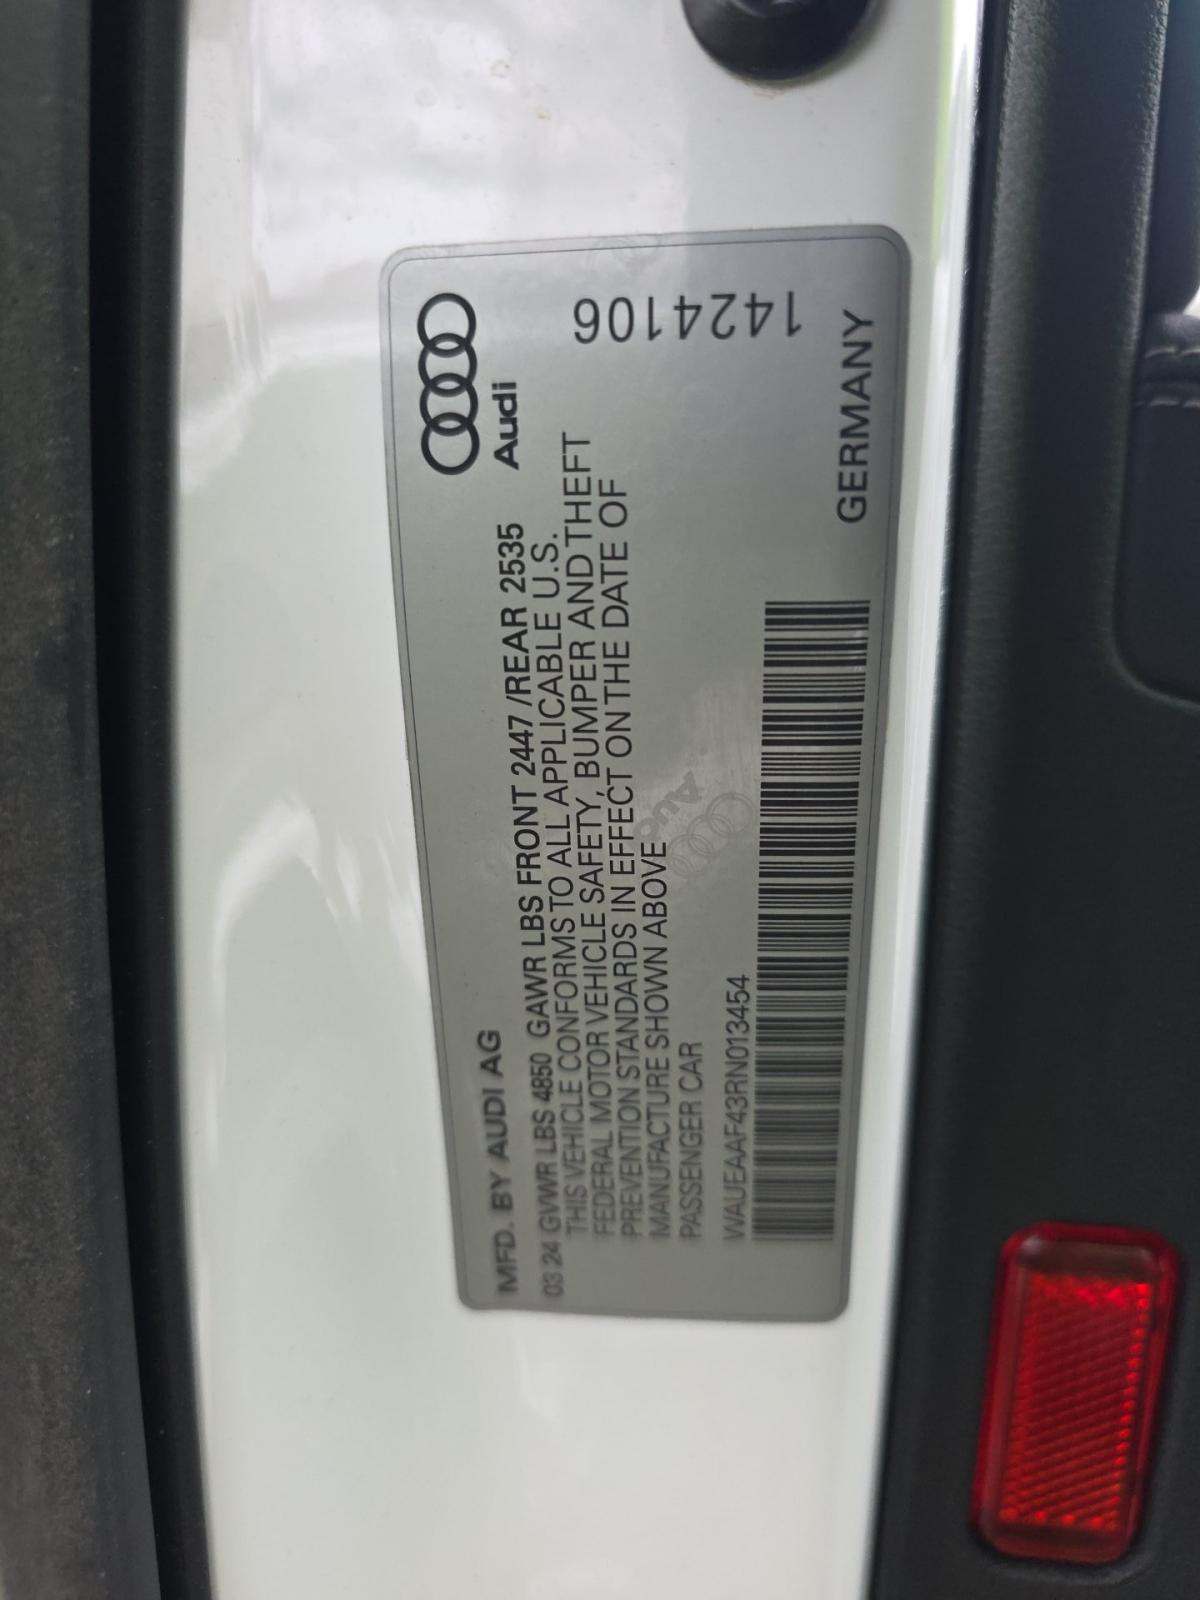 MFD. BY AUDI AG
Audi
03 24 GVWR LBS 4850 GAWR LBS FRONT 2447 /REAR 2535
THIS VEHICLE CONFORMS TO ALL APPLICABLE U.S.
FEDERAL MOTOR VEHICLE SAFETY, BUMPER AND THEFT
PREVENTION STANDARDS IN EFFECT ON THE DATE OF
MANUFACTURE SHOWN ABOVE
PASSENGER CAR
1424106
Audi
WAUEAAF43RN013454
GERMANY